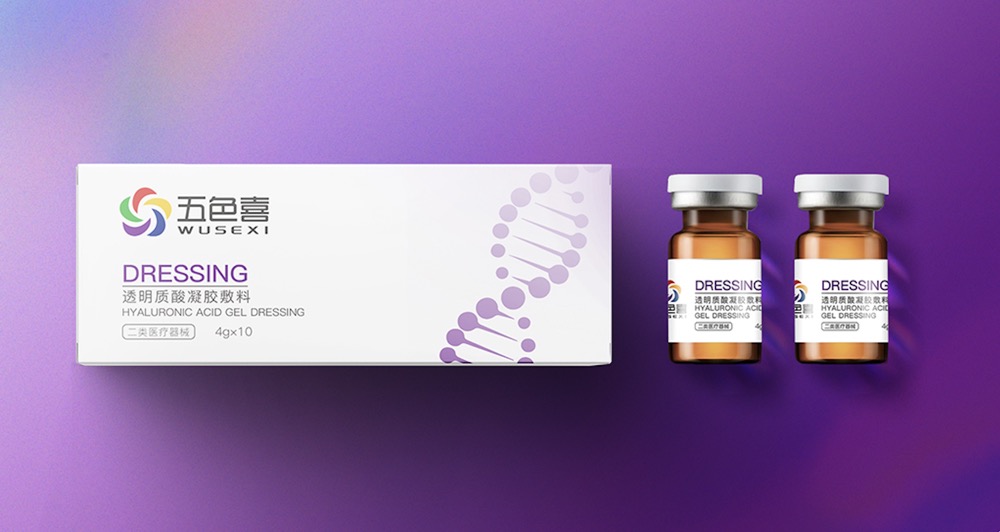 五色喜
WUSEXI
DRESSING
透明质酸凝胶敷料
HYALURONIC ACID GEL DRESSING
二类医疗器械
4g×10
DRESSING
透明质酸凝胶敷料
HYALURONIC ACID
GEL DRESSING
二类医疗器械
DRESSING
透明质酸凝胶敷料
HYALURONIC ACID
GEL DRESSING
二类医疗器械